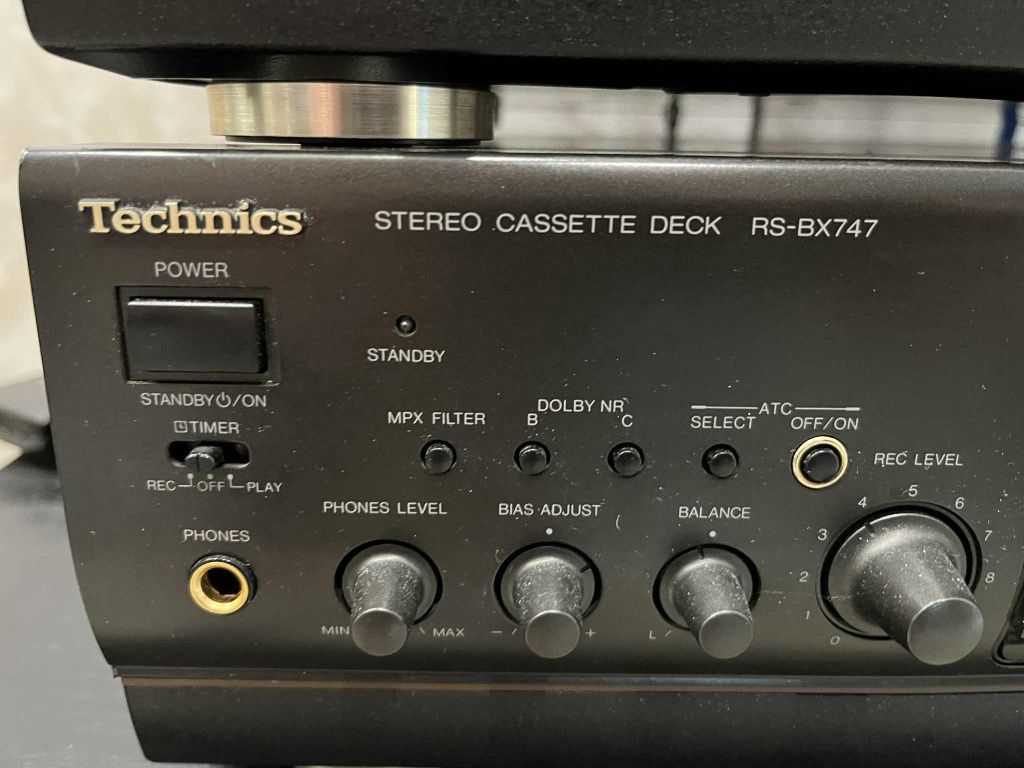 Technics STEREO CASSETTE DECK RS-BX747
POWER
STANDBY
STANDBY⏻/ON
TIMER
REC OFF PLAY
MPX FILTER
DOLBY NR
B C
ATC
SELECT OFF/ON
REC LEVEL
PHONES
PHONES LEVEL
MIN MAX
BIAS ADJUST
- +
BALANCE
L
0 1 2 3 4 5 6 7 8